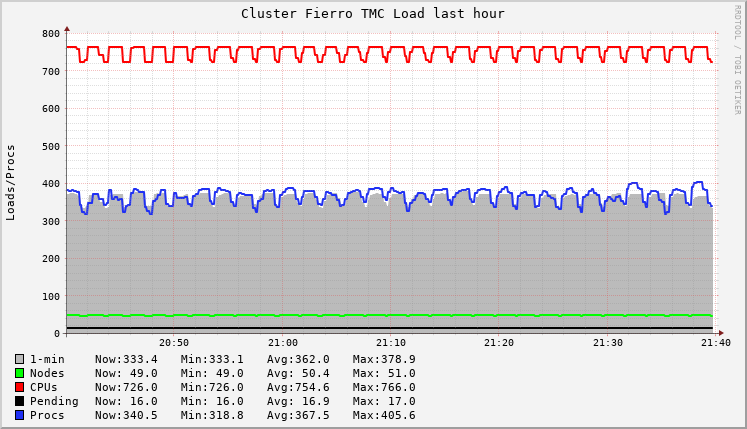 Cluster Fierro TMC Load last hour
RRDTOOL / TOBI OETIKER
Loads/Procs
800
700
600
500
400
300
200
100
0
20:50 21:00 21:10 21:20 21:30 21:40
1-min Now:333.4 Min:333.1 Avg:362.0 Max:378.9
Nodes Now: 49.0 Min: 49.0 Avg: 50.4 Max: 51.0
CPUs Now:726.0 Min:726.0 Avg:754.6 Max:766.0
Pending Now: 16.0 Min: 16.0 Avg: 16.9 Max: 17.0
Procs Now:340.5 Min:318.8 Avg:367.5 Max:405.6